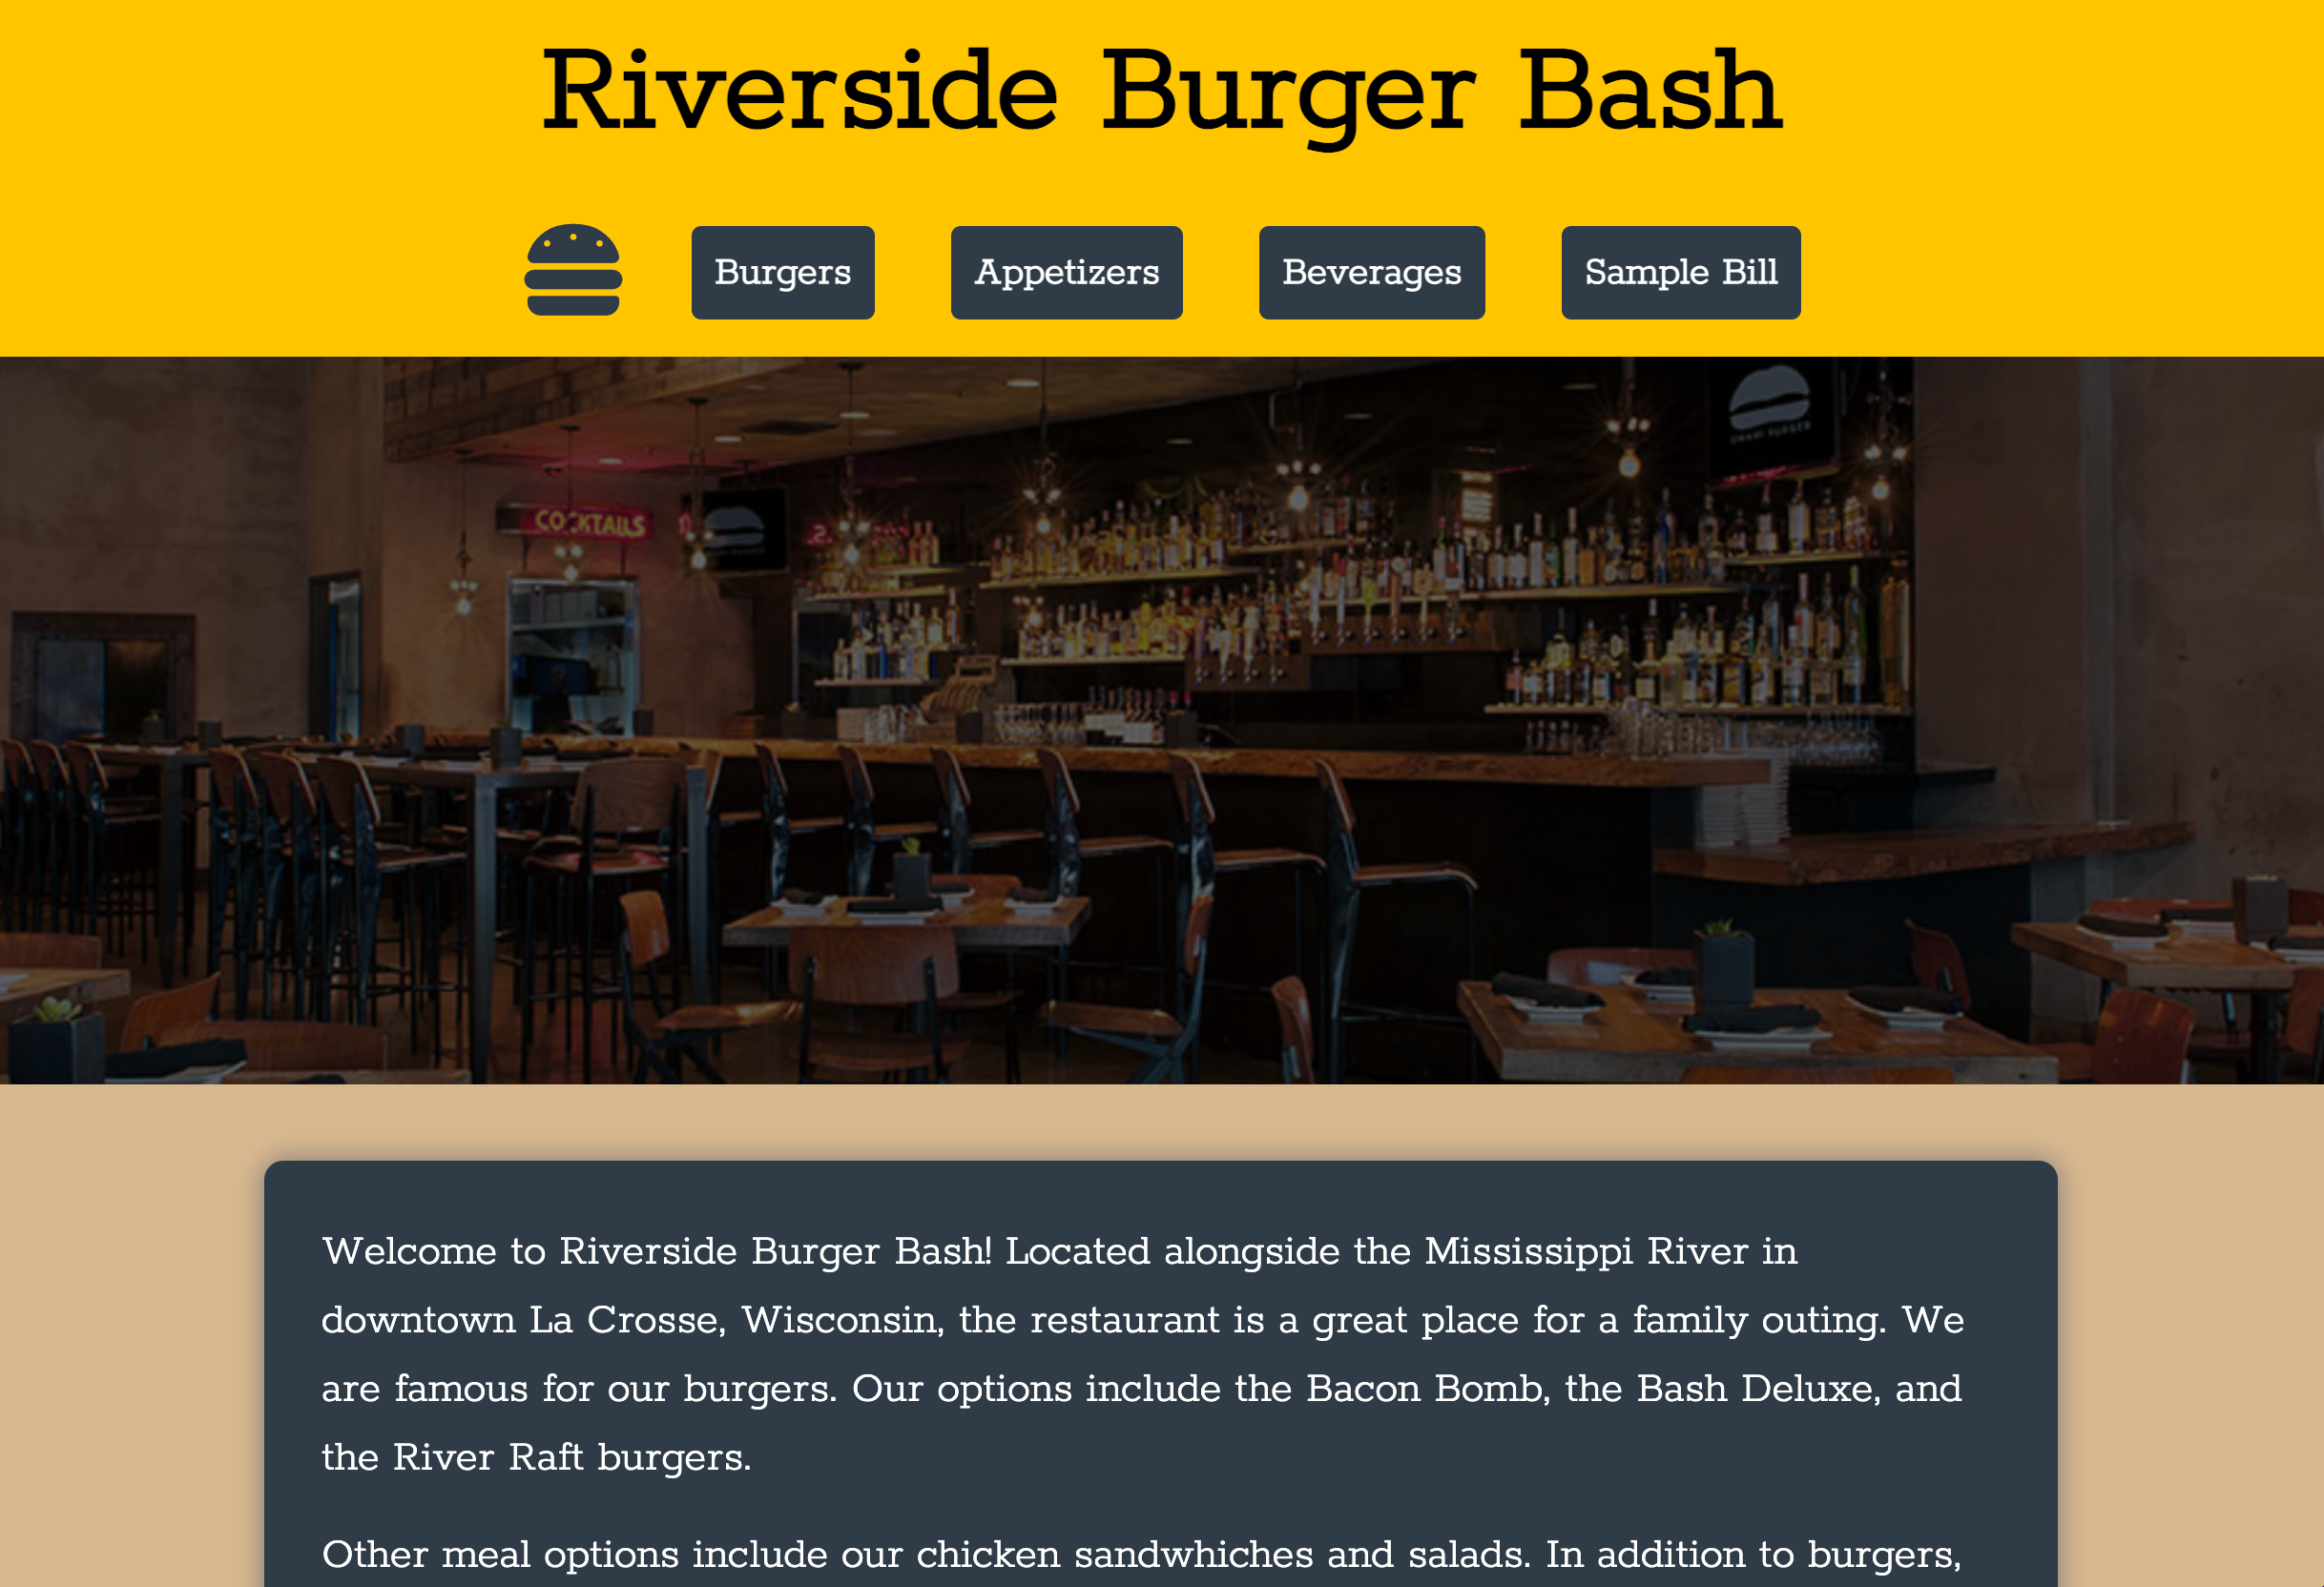 Riverside Burger Bash
Burgers
Appetizers
Beverages
Sample Bill
COCKTAILS
UMAMI BURGER
Welcome to Riverside Burger Bash! Located alongside the Mississippi River in
downtown La Crosse, Wisconsin, the restaurant is a great place for a family outing. We
are famous for our burgers. Our options include the Bacon Bomb, the Bash Deluxe, and
the River Raft burgers.
Other meal options include our chicken sandwhiches and salads. In addition to burgers,